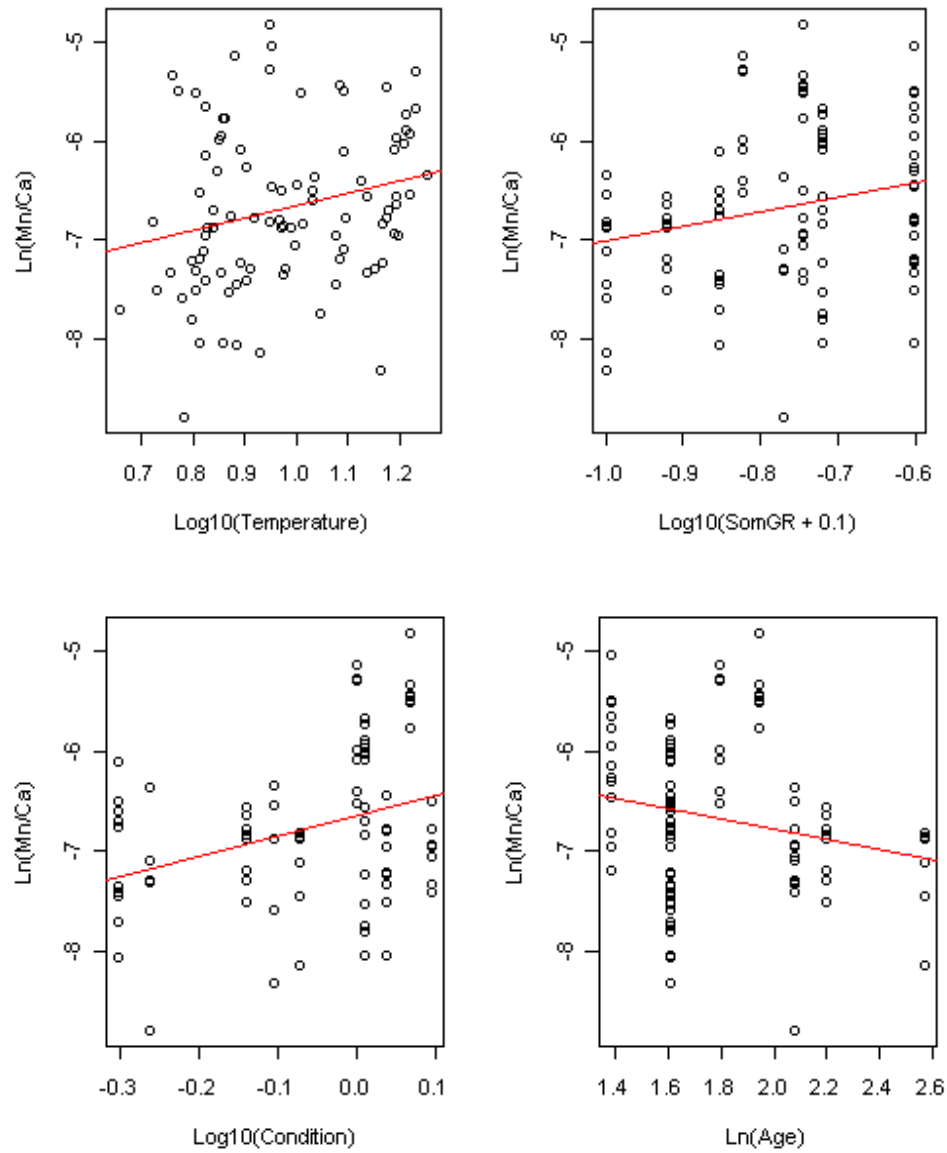 Ln(Mn/Ca)
-5
-6
-7
-8
0.7 0.8 0.9 1.0 1.1 1.2
Log10(Temperature)
Ln(Mn/Ca)
-5
-6
-7
-8
-1.0 -0.9 -0.8 -0.7 -0.6
Log10(SomGR + 0.1)
Ln(Mn/Ca)
-5
-6
-7
-8
-0.3 -0.2 -0.1 0.0 0.1
Log10(Condition)
Ln(Mn/Ca)
-5
-6
-7
-8
1.4 1.6 1.8 2.0 2.2 2.4 2.6
Ln(Age)